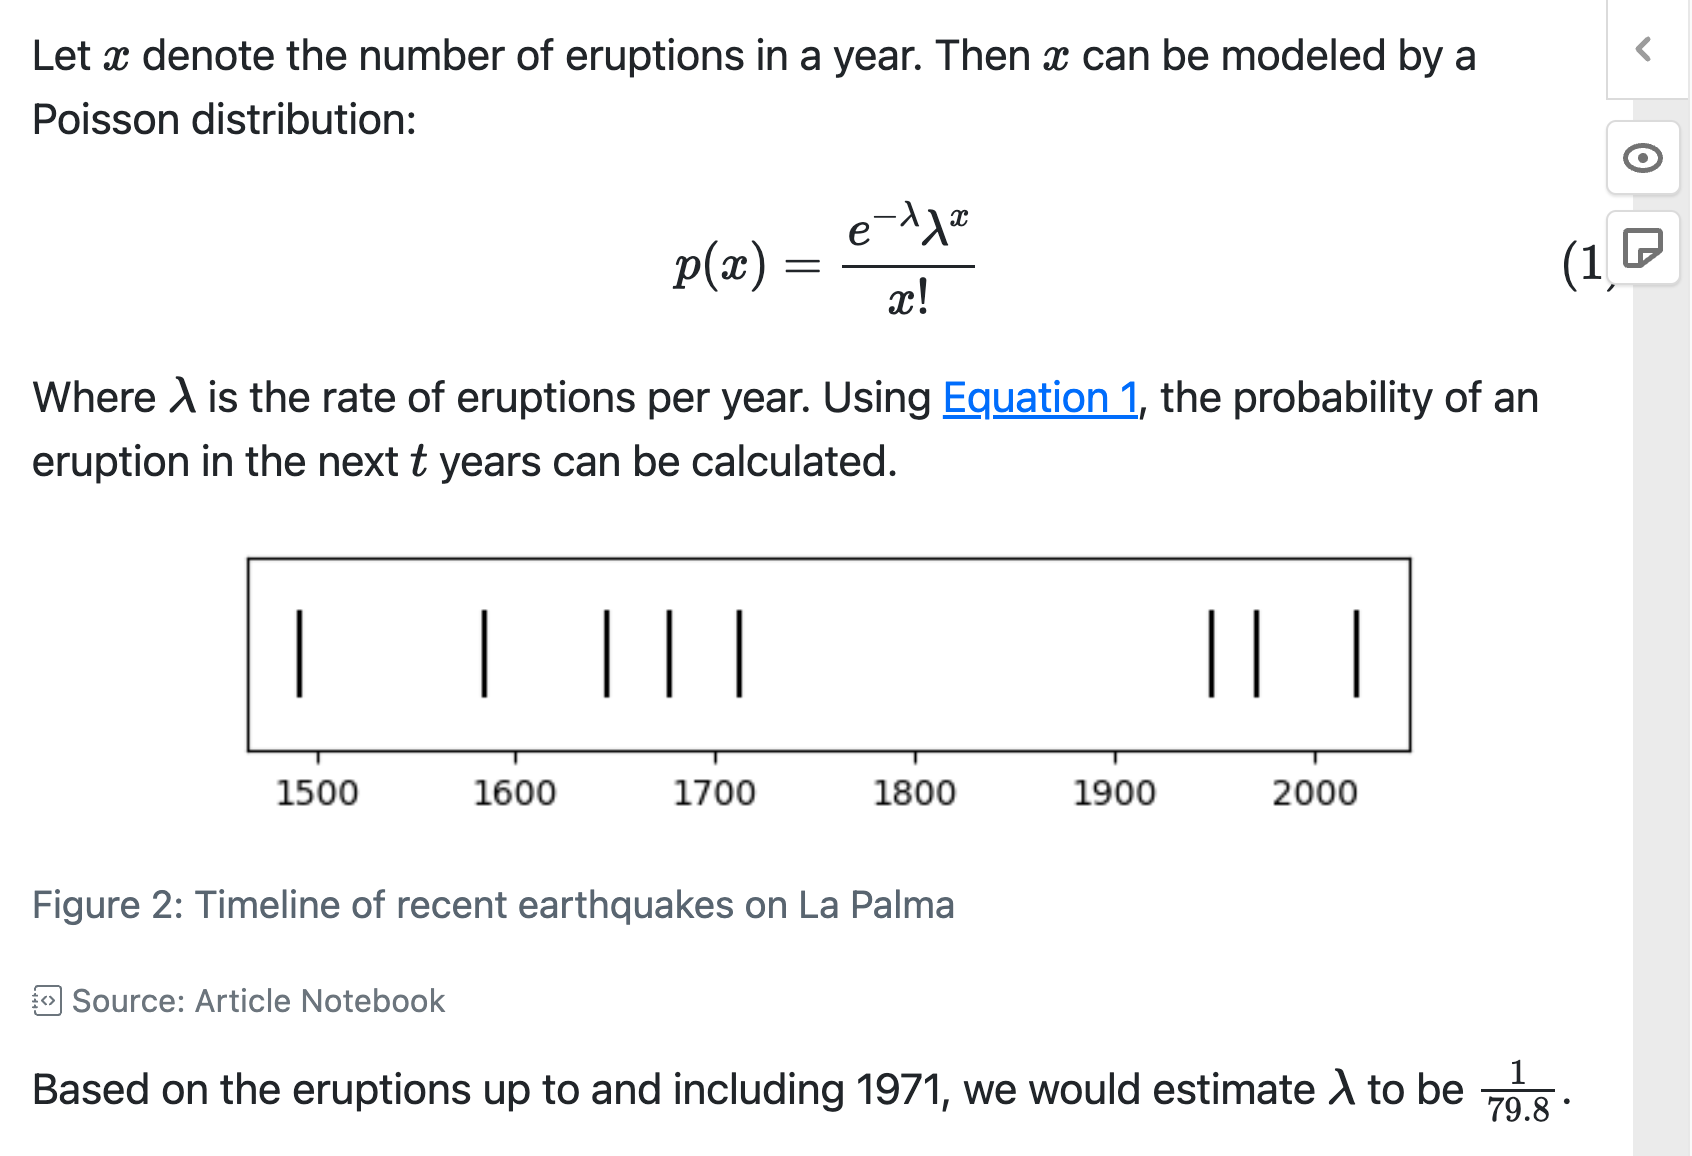 Let x denote the number of eruptions in a year. Then x can be modeled by a
Poisson distribution:
p(x) = \frac{e^{-λ}λ^{x}}{x!} (1)
Where λ is the rate of eruptions per year. Using Equation 1, the probability of an
eruption in the next t years can be calculated.
1500 1600 1700 1800 1900 2000
Figure 2: Timeline of recent earthquakes on La Palma
Source: Article Notebook
Based on the eruptions up to and including 1971, we would estimate λ to be \frac{1}{79.8}.